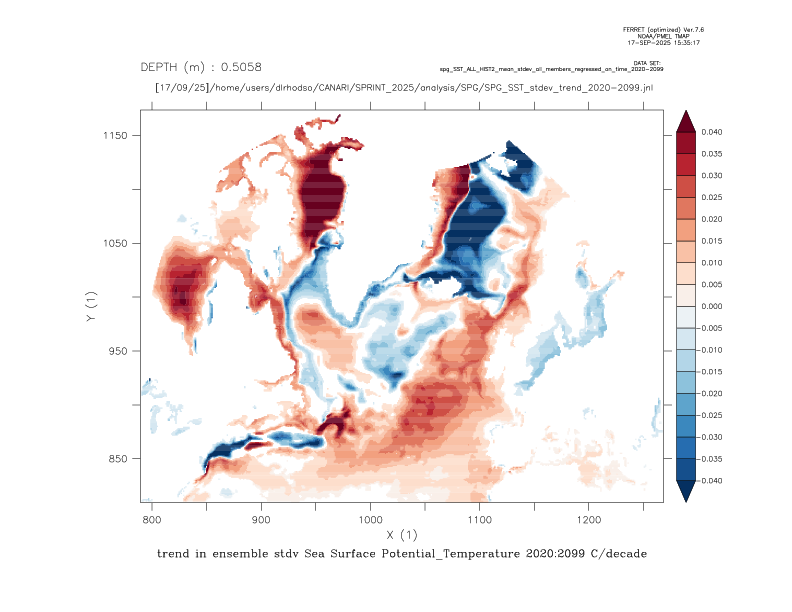 FERRET (optimized) Ver.7.6
NOAA/PMEL TMAP
17-SEP-2025 15:35:17
DATA SET:
DEPTH (m) : 0.5058
spg_SST_ALL_HIST2_mean_stdev_all_members_regressed_on_time_2020-2099
[17/09/25]/home/users/dlrhodso/CANARI/SPRINT_2025/analysis/SPG/SPG_SST_stdev_trend_2020-2099.jnl
1150
1050
950
850
Y (1)
800 900 1000 1100 1200
X (1)
0.040
0.035
0.030
0.025
0.020
0.015
0.010
0.005
0.000
-0.005
-0.010
-0.015
-0.020
-0.025
-0.030
-0.035
-0.040
trend in ensemble stdv Sea Surface Potential_Temperature 2020:2099 C/decade